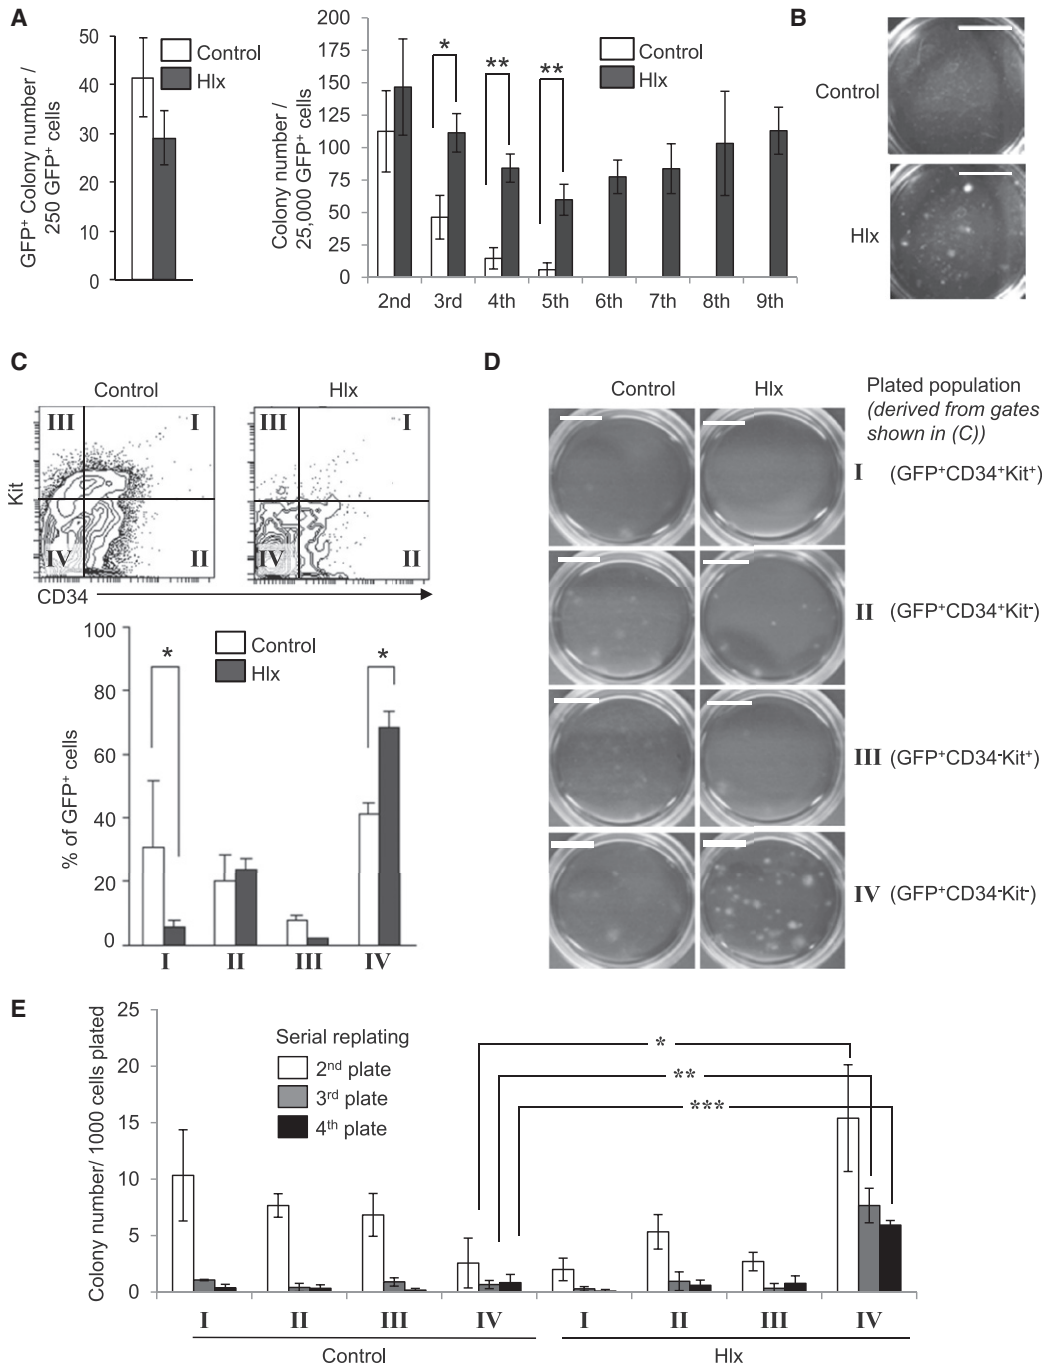 A
GFP⁺ Colony number /
250 GFP⁺ cells
50
40
30
20
10
0
Control
Hlx
Colony number /
25,000 GFP⁺ cells
200
175
150
125
100
75
50
25
0
*
**
**
Control
Hlx
2nd 3rd 4th 5th 6th 7th 8th 9th
B
Control
Hlx
C
Control Hlx
Kit
III I
IV II
III I
IV II
CD34
% of GFP⁺ cells
100
80
60
40
20
0
Control
Hlx
*
*
I II III IV
D
Control Hlx
Plated population
(derived from gates
shown in (C))
I (GFP⁺CD34⁺Kit⁺)
II (GFP⁺CD34⁺Kit⁻)
III (GFP⁺CD34⁻Kit⁺)
IV (GFP⁺CD34⁻Kit⁻)
E
Colony number/ 1000 cells plated
25
20
15
10
5
0
Serial replating
2ⁿᵈ plate
3ʳᵈ plate
4ᵗʰ plate
*
**
***
I II III IV I II III IV
Control Hlx